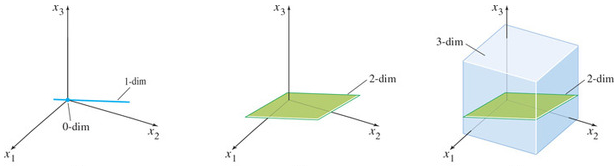 x₃
1-dim
0-dim
x₁
x₂
x₃
2-dim
x₁
x₂
x₃
3-dim
2-dim
x₁
x₂